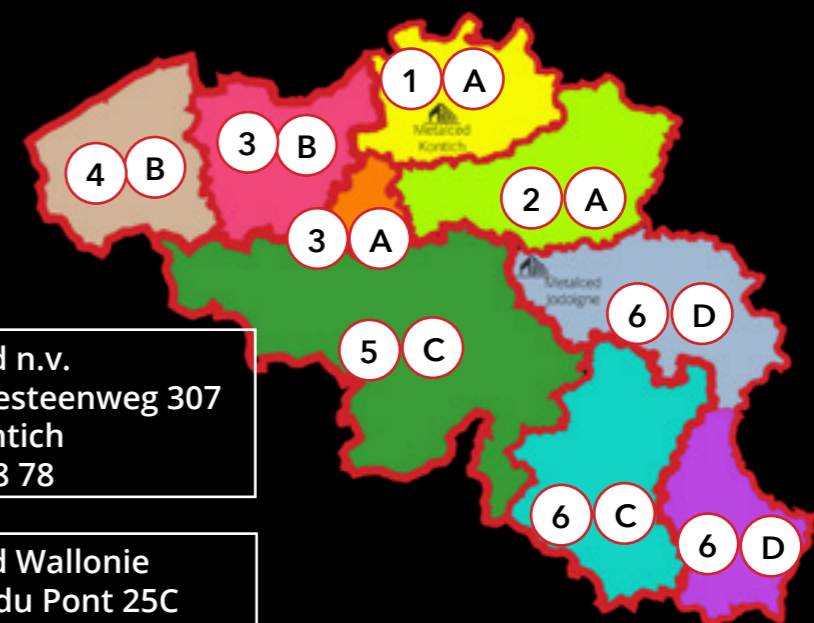 1 A
Metalced
Kontich
3 B
4 B
2 A
3 A
Metalced
Jodoigne
6 D
5 C
6 C
6 D
d n.v.
esteenweg 307
ntich
8 78
d Wallonie
du Pont 25C